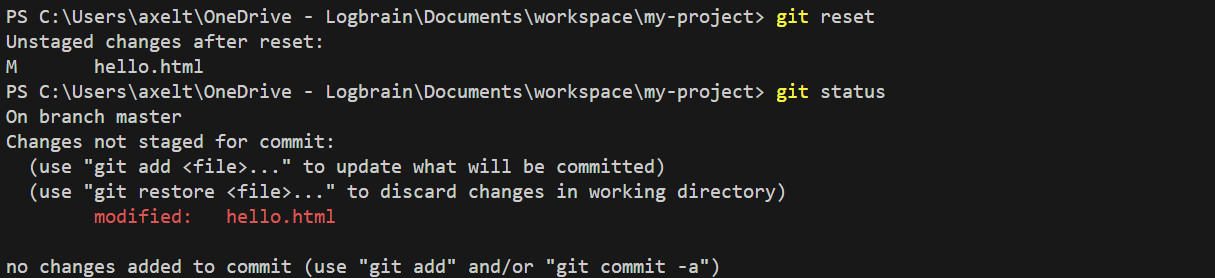 PS C:\Users\axelt\OneDrive - Logbrain\Documents\workspace\my-project> git reset
Unstaged changes after reset:
M       hello.html
PS C:\Users\axelt\OneDrive - Logbrain\Documents\workspace\my-project> git status
On branch master
Changes not staged for commit:
  (use "git add <file>..." to update what will be committed)
  (use "git restore <file>..." to discard changes in working directory)
        modified:   hello.html

no changes added to commit (use "git add" and/or "git commit -a")